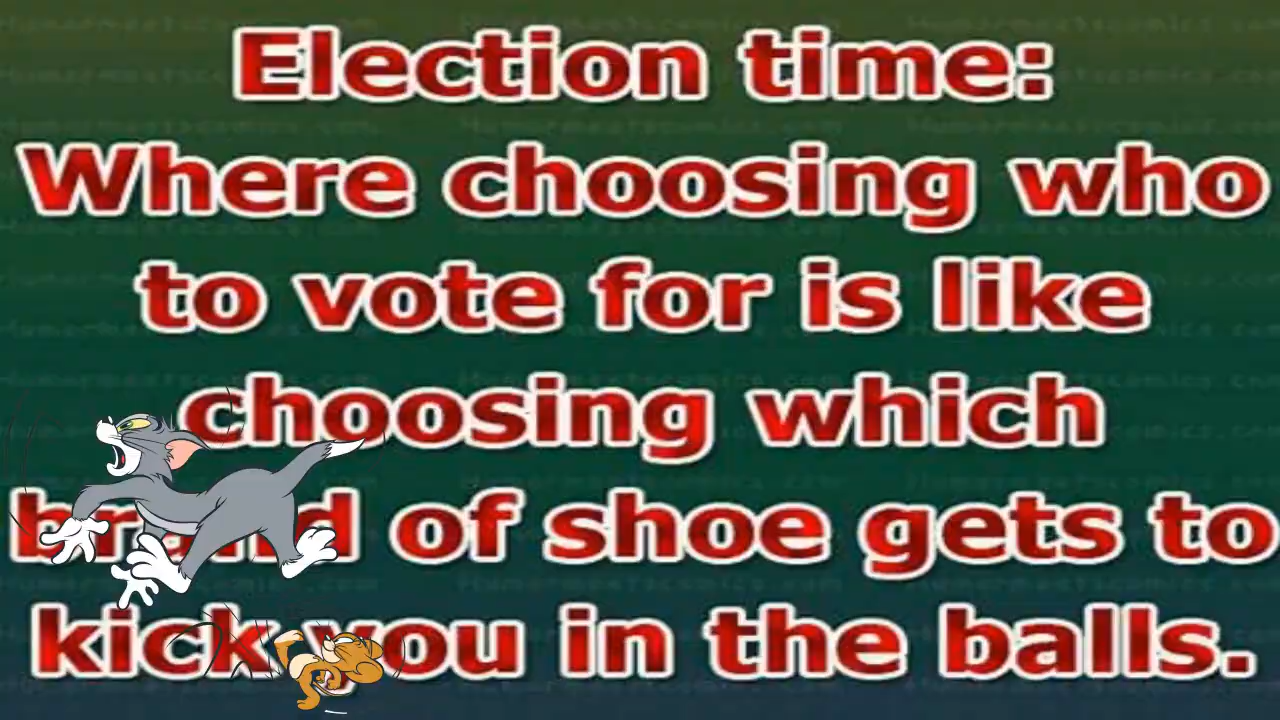 Election time:
Where choosing who
to vote for is like
choosing which
brand of shoe gets to
kick you in the balls.